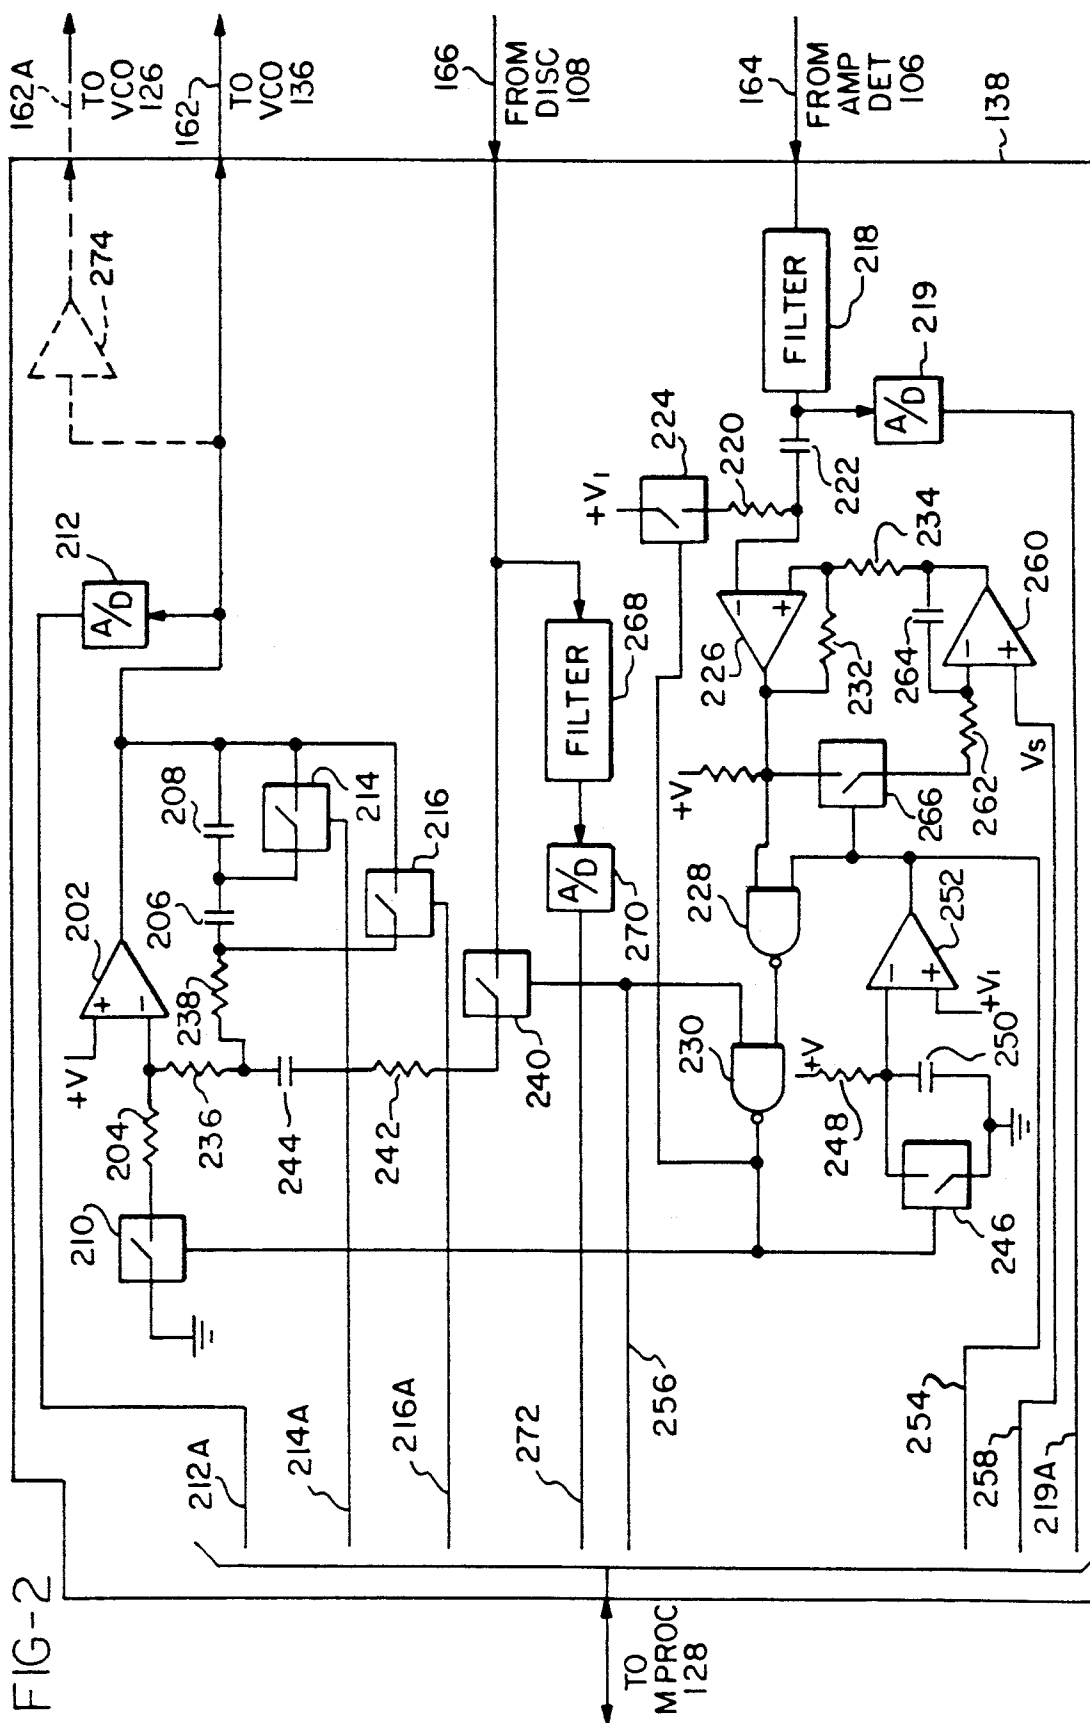 FIG-2
162A
TO
VCO
126
162
TO
VCO
136
166
FROM
DISC
108
164
FROM
AMP
DET
106
138
274
212
A/D
202
+
-
+V1
204
210
236
238
206
208
214
216
244
242
240
212A
214A
216A
272
256
254
258
219A
TO
MPROC
128
FILTER
268
A/D
270
FILTER
218
A/D
219
224
+V1
220
222
226
-
+
232
234
264
260
-
+
262
Vs
266
+V
228
230
252
-
+
+V1
+V
248
250
246